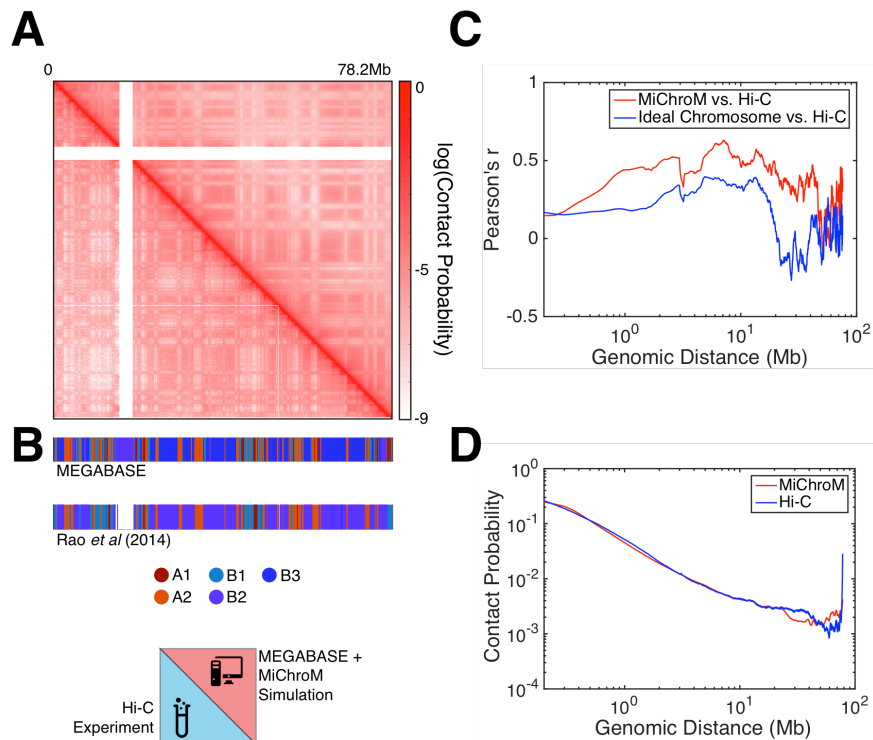 A
0
78.2Mb
0
-5
-9
log(Contact Probability)
B
MEGABASE
Rao et al (2014)
A1
B1
B3
A2
B2
MEGABASE +
MiChroM
Simulation
Hi-C
Experiment
C
MiChroM vs. Hi-C
Ideal Chromosome vs. Hi-C
1
0.5
0
-0.5
Pearson's r
10^0
10^1
10^2
Genomic Distance (Mb)
D
MiChroM
Hi-C
10^0
10^-1
10^-2
10^-3
10^-4
Contact Probability
10^0
10^1
10^2
Genomic Distance (Mb)